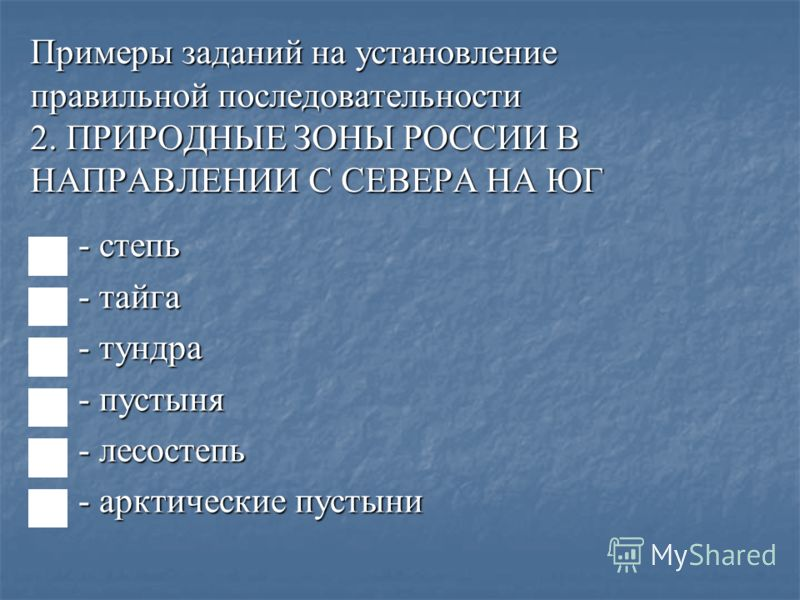 Примеры заданий на установление
правильной последовательности
2. ПРИРОДНЫЕ ЗОНЫ РОССИИ В
НАПРАВЛЕНИИ С СЕВЕРА НА ЮГ
- степь
- тайга
- тундра
- пустыня
- лесостепь
- арктические пустыни
MyShared